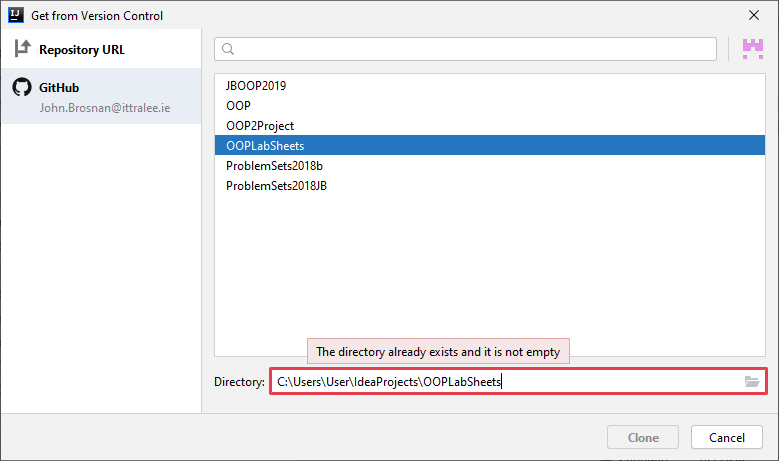 IJ
Get from Version Control
Repository URL
GitHub
John.Brosnan@ittralee.ie
JBOOP2019
OOP
OOP2Project
OOPLabSheets
ProblemSets2018b
ProblemSets2018JB
The directory already exists and it is not empty
Directory: C:\Users\User\IdeaProjects\OOPLabSheets
Clone Cancel